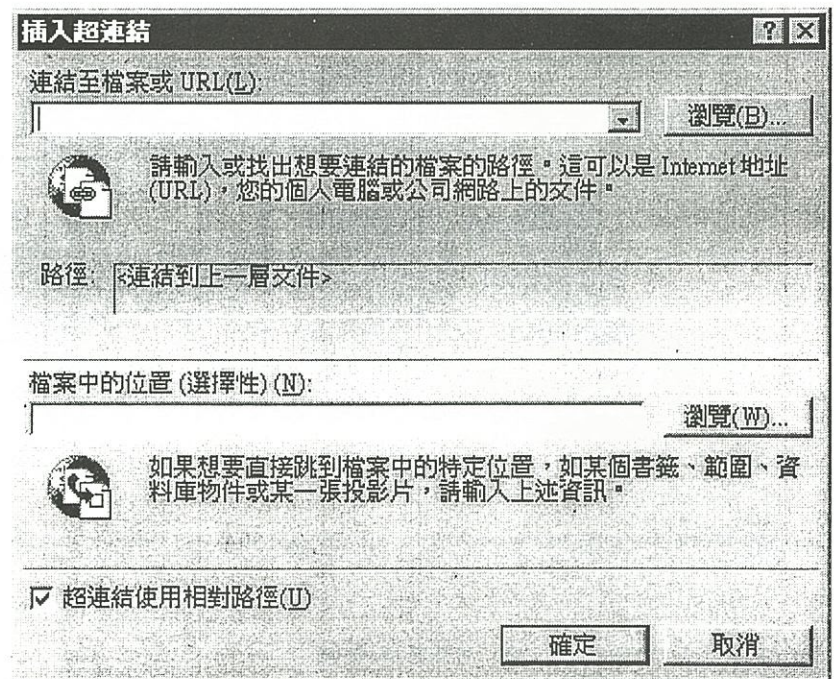 插入超連結
連結至檔案或 URL(L):
瀏覽(B)...
請輸入或找出想要連結的檔案的路徑。這可以是 Internet 地址
(URL)，您的個人電腦或公司網路上的文件。
路徑: <連結到上一層文件>
檔案中的位置 (選擇性) (N):
瀏覽(W)...
如果想要直接跳到檔案中的特定位置，如某個書籤、範圍、資
料庫物件或某一張投影片，請輸入上述資訊。
超連結使用相對路徑(U)
確定 取消